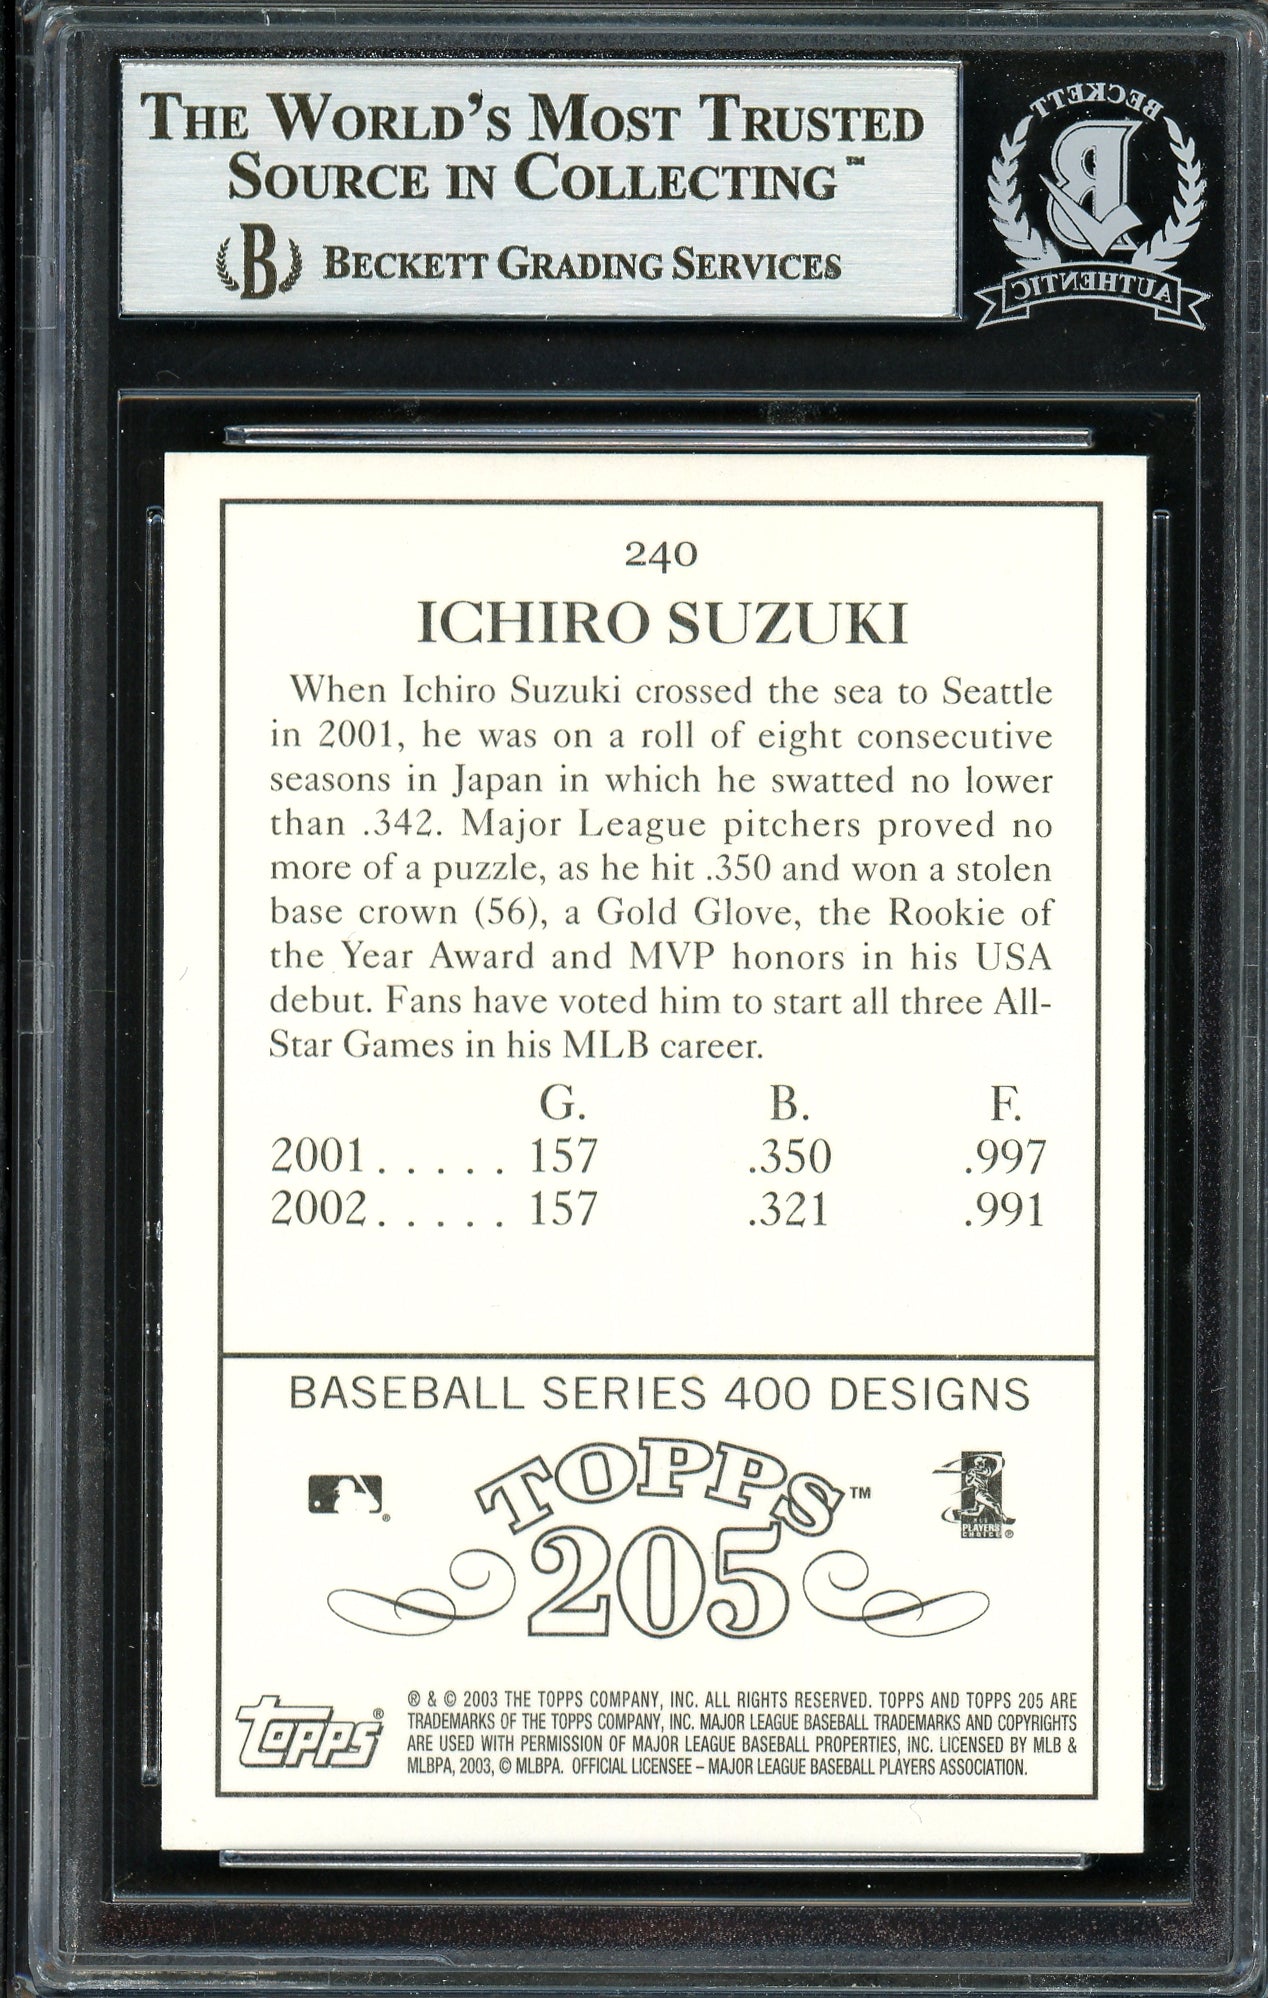 THE WORLD'S MOST TRUSTED
SOURCE IN COLLECTING™
B BECKETT GRADING SERVICES
BECKETT
B
AUTHENTIC
240
ICHIRO SUZUKI
When Ichiro Suzuki crossed the sea to Seattle
in 2001, he was on a roll of eight consecutive
seasons in Japan in which he swatted no lower
than .342. Major League pitchers proved no
more of a puzzle, as he hit .350 and won a stolen
base crown (56), a Gold Glove, the Rookie of
the Year Award and MVP honors in his USA
debut. Fans have voted him to start all three All-
Star Games in his MLB career.
G. B. F.
2001. . . . . 157 .350 .997
2002. . . . . 157 .321 .991
BASEBALL SERIES 400 DESIGNS
TOPPS™
205
®
PLAYERS
CHOICE®
Topps®
® & © 2003 THE TOPPS COMPANY, INC. ALL RIGHTS RESERVED. TOPPS AND TOPPS 205 ARE
TRADEMARKS OF THE TOPPS COMPANY, INC. MAJOR LEAGUE BASEBALL TRADEMARKS AND COPYRIGHTS
ARE USED WITH PERMISSION OF MAJOR LEAGUE BASEBALL PROPERTIES, INC. LICENSED BY MLB &
MLBPA, 2003, © MLBPA. OFFICIAL LICENSEE – MAJOR LEAGUE BASEBALL PLAYERS ASSOCIATION.